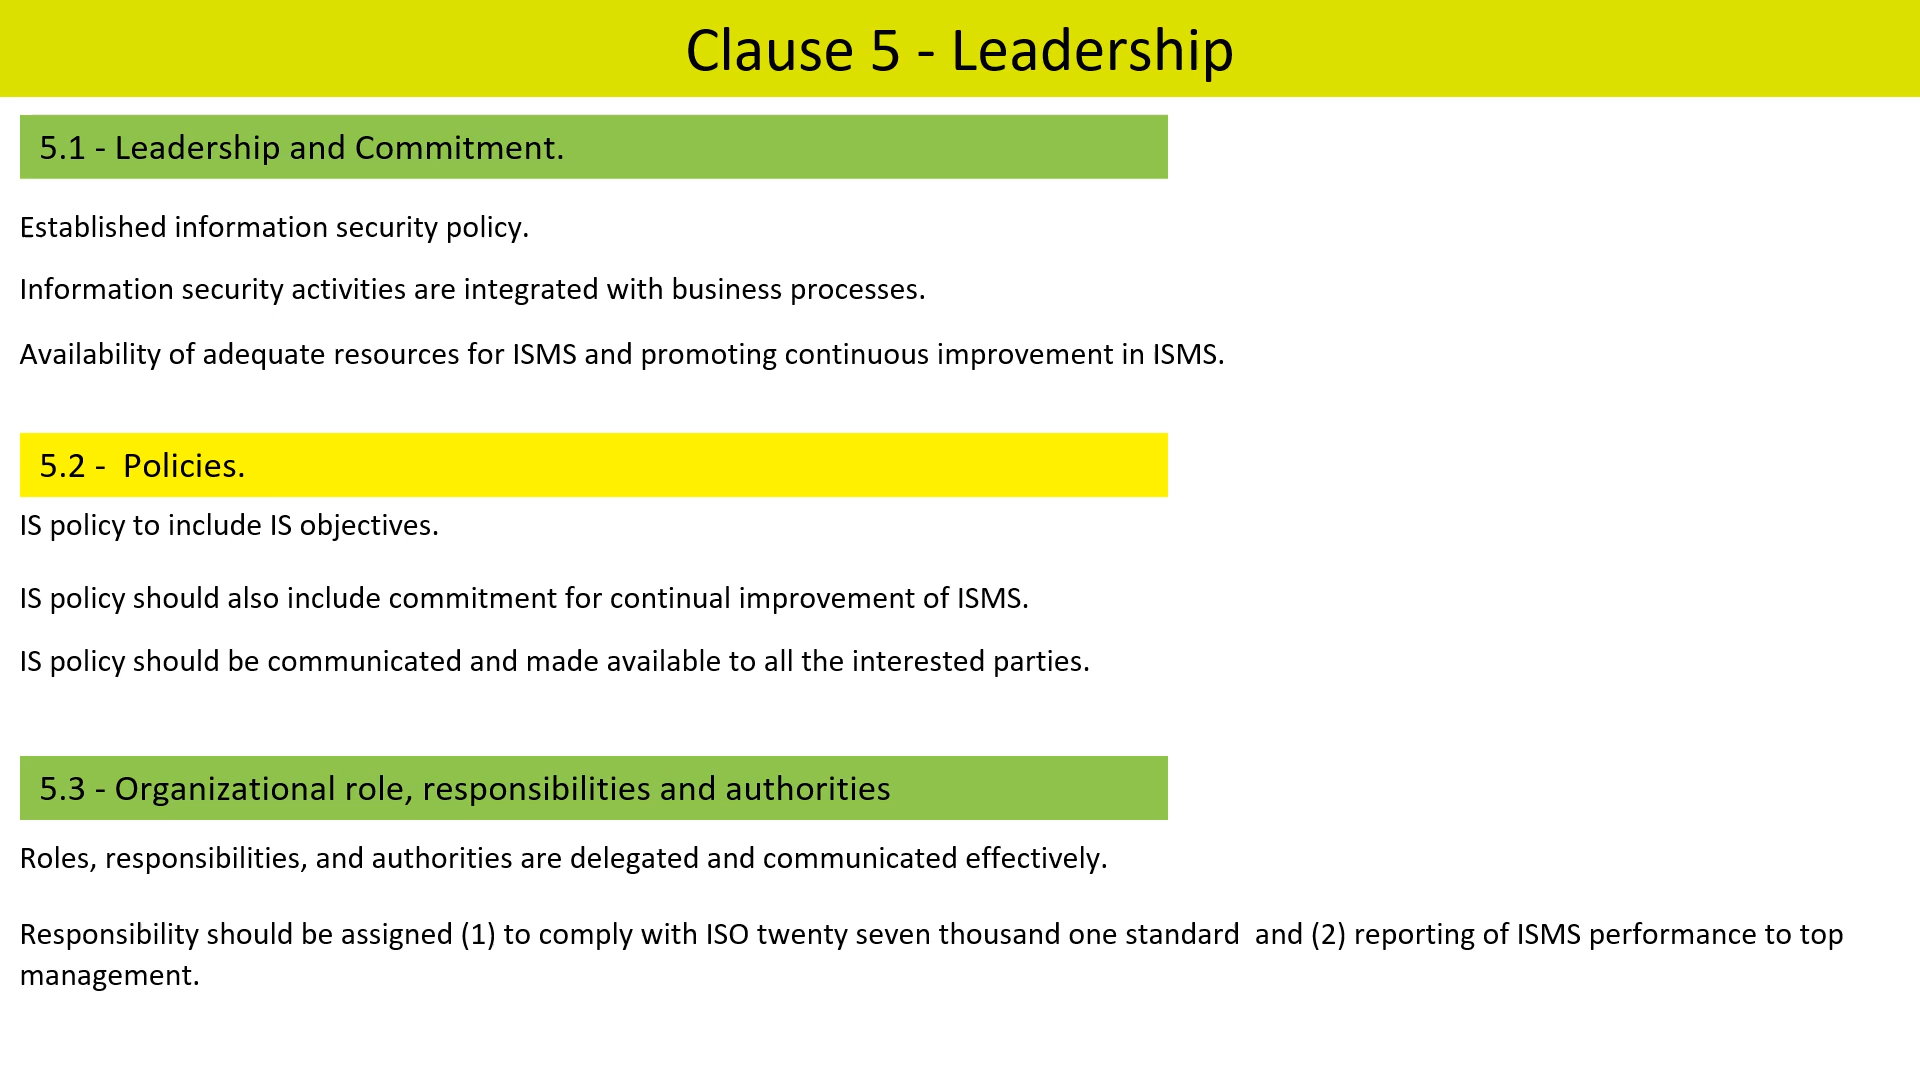 Clause 5 - Leadership
5.1 - Leadership and Commitment.
Established information security policy.
Information security activities are integrated with business processes.
Availability of adequate resources for ISMS and promoting continuous improvement in ISMS.
5.2 -  Policies.
IS policy to include IS objectives.
IS policy should also include commitment for continual improvement of ISMS.
IS policy should be communicated and made available to all the interested parties.
5.3 - Organizational role, responsibilities and authorities
Roles, responsibilities, and authorities are delegated and communicated effectively.
Responsibility should be assigned (1) to comply with ISO twenty seven thousand one standard  and (2) reporting of ISMS performance to top
management.